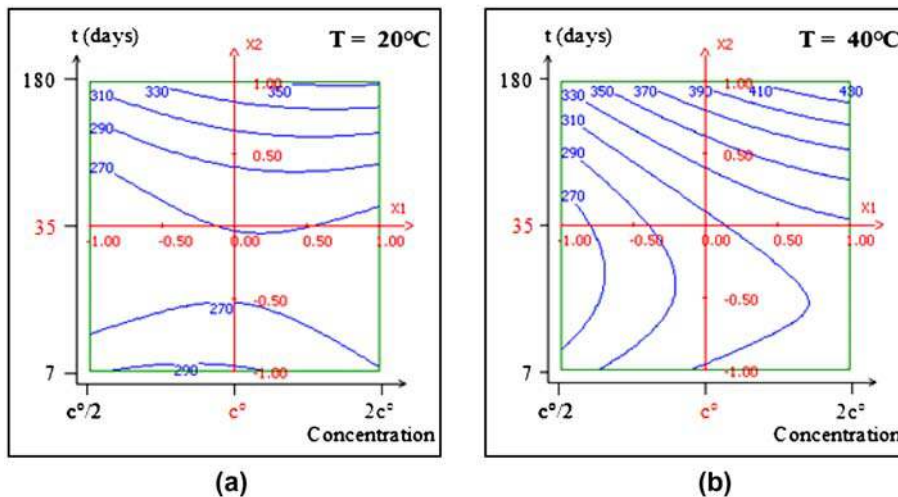 t (days)
X2
T = 20°C
180
1.00
310
330
350
290
270
0.50
35
-1.00
-0.50
0.00
0.50
1.00
X1
270
-0.50
290
7
-1.00
c°/2
c°
2c°
Concentration
(a)
t (days)
X2
T = 40°C
180
1.00
330
350
370
390
410
430
310
290
270
0.50
35
-1.00
-0.50
0.00
0.50
1.00
X1
-0.50
7
-1.00
c°/2
c°
2c°
Concentration
(b)